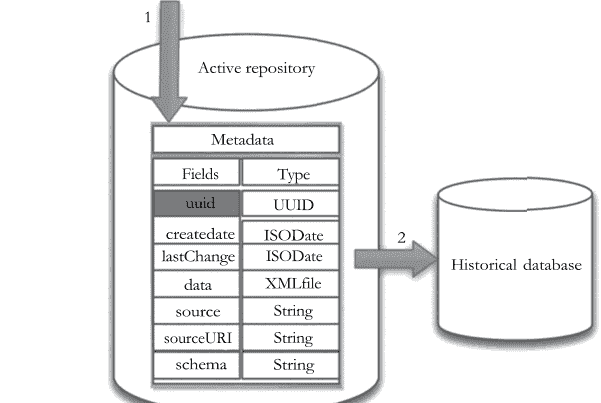 1
Active repository
Metadata
Fields Type
uuid UUID
createdate ISODate
lastChange ISODate
data XMLfile
source String
sourceURI String
schema String
2
Historical database